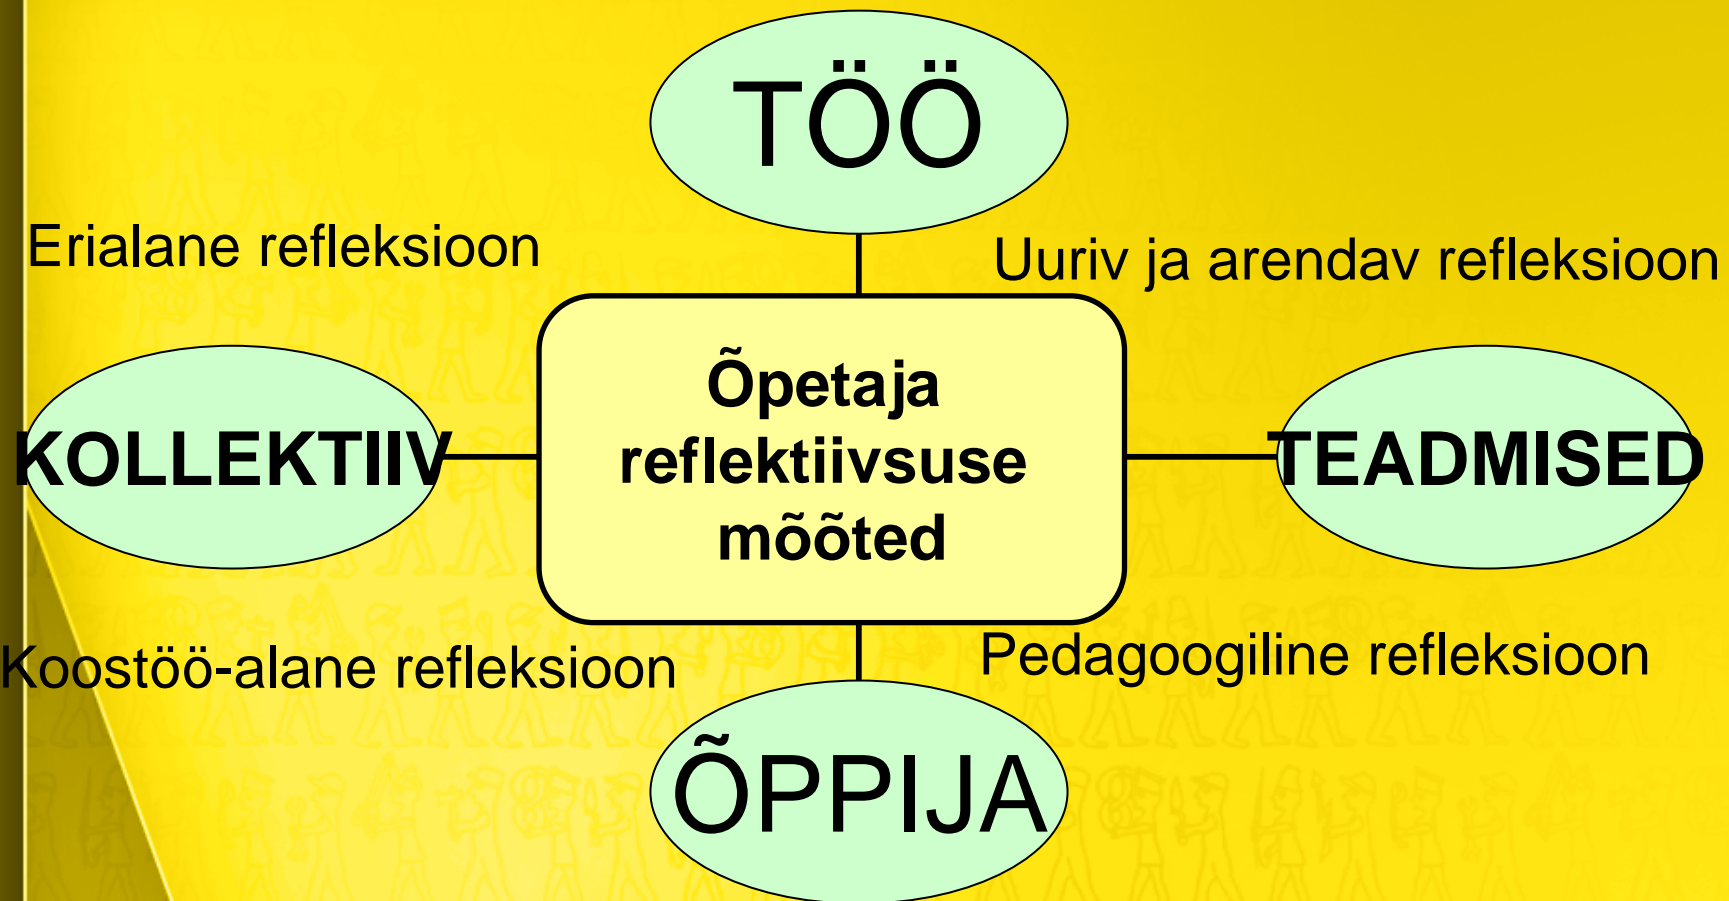 TÖÖ
Erialane refleksioon
Uuriv ja arendav refleksioon
KOLLEKTIIV
Õpetaja
reflektiivsuse
mõõted
TEADMISED
Koostöö-alane refleksioon
Pedagoogiline refleksioon
ÕPPIJA